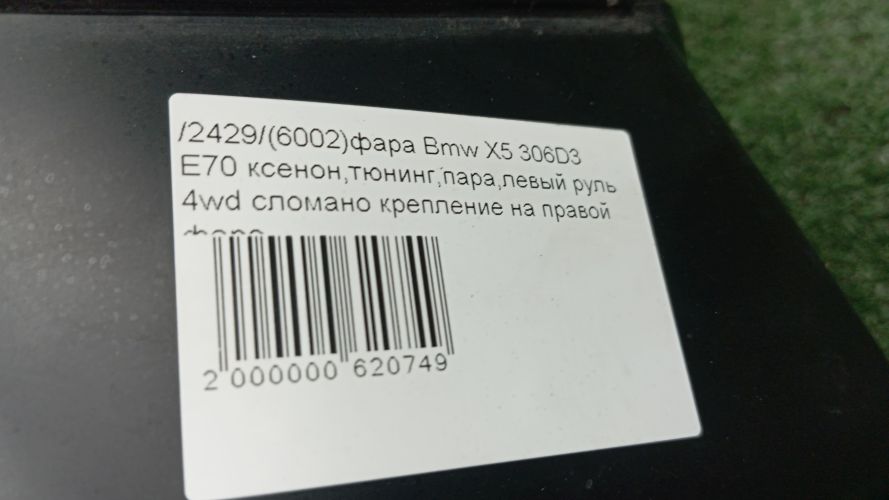 /2429/(6002)фара Bmw X5 306D3
E70 ксенон,тюнинг,пара,левый руль
4wd сломано крепление на правой
фаре
2 000000 620749